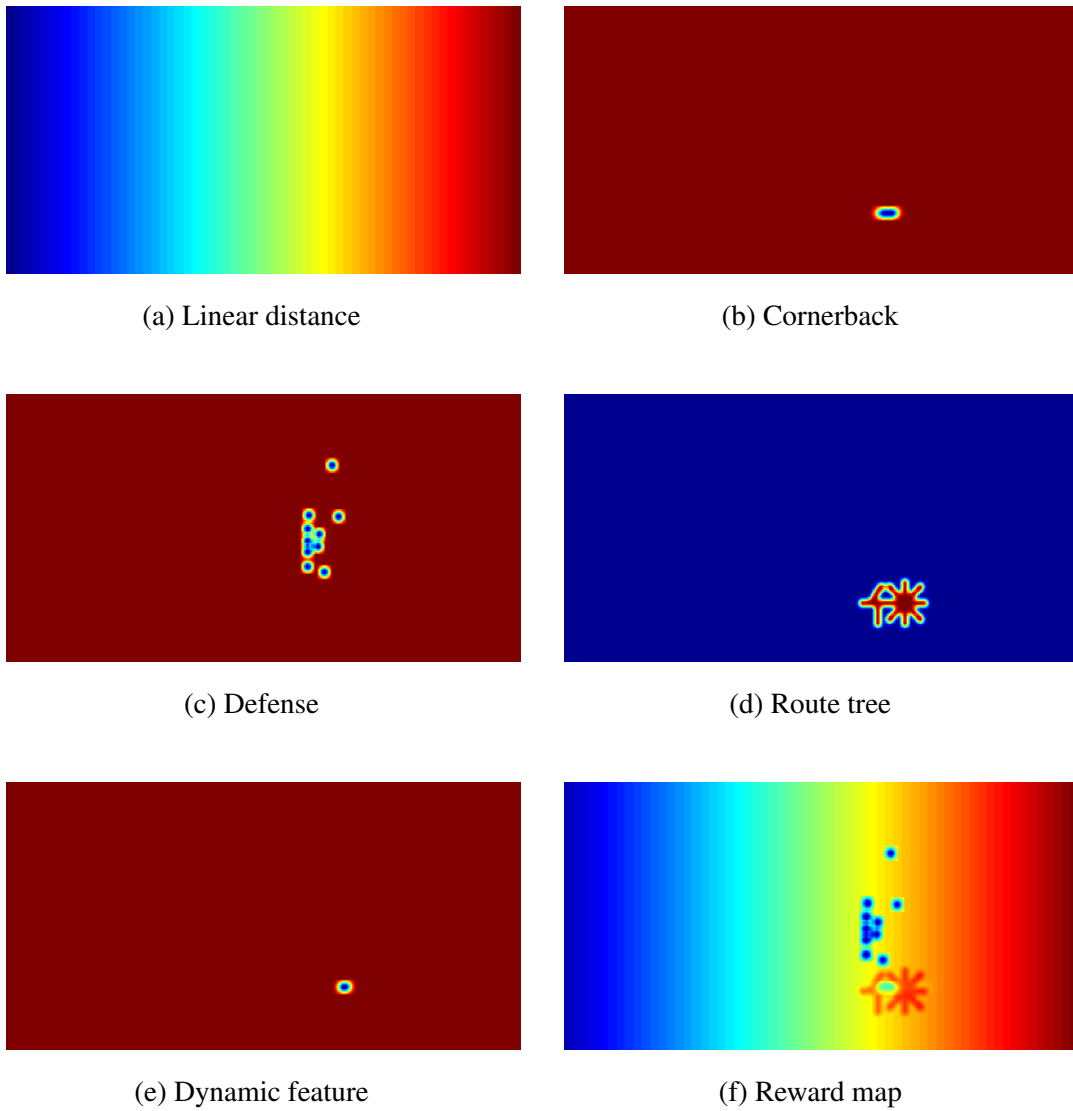 (a) Linear distance
(b) Cornerback
(c) Defense
(d) Route tree
(e) Dynamic feature
(f) Reward map